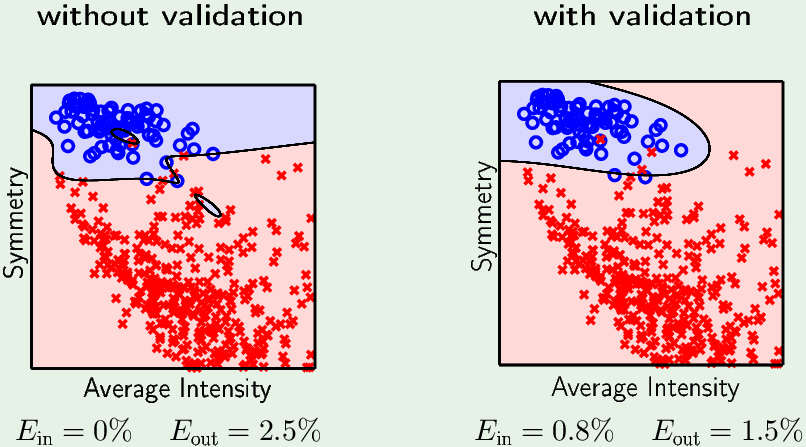 without validation
with validation
Symmetry
Symmetry
Average Intensity
Average Intensity
E_in = 0%
E_out = 2.5%
E_in = 0.8%
E_out = 1.5%